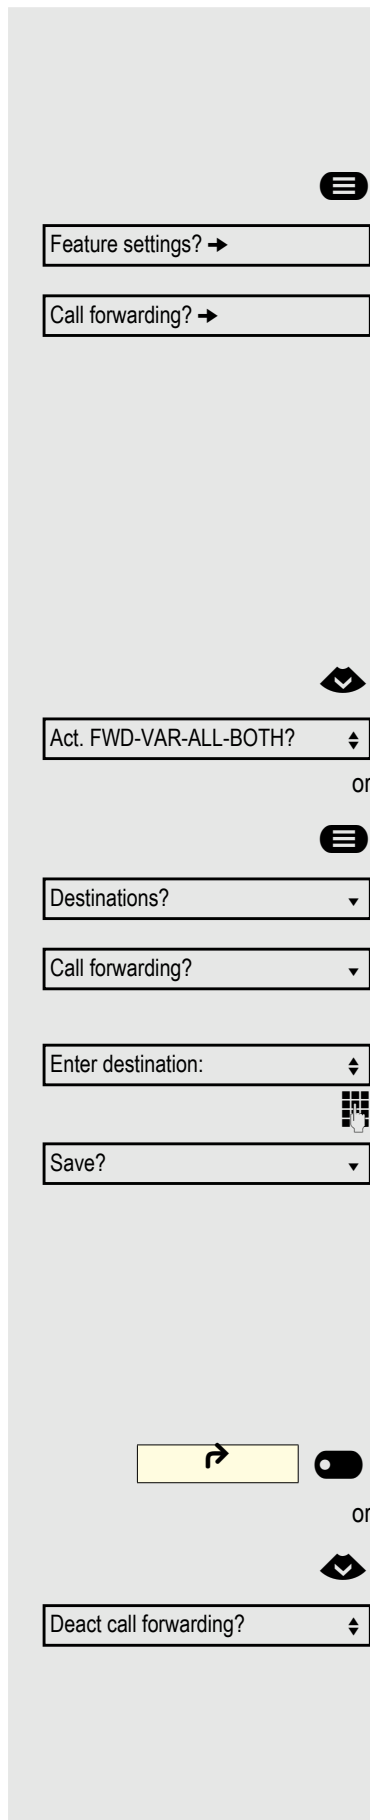 Feature settings? ➔
Call forwarding? ➔
Act. FWD-VAR-ALL-BOTH?
or
Destinations?
Call forwarding?
Enter destination:
Save?
or
Deact call forwarding?